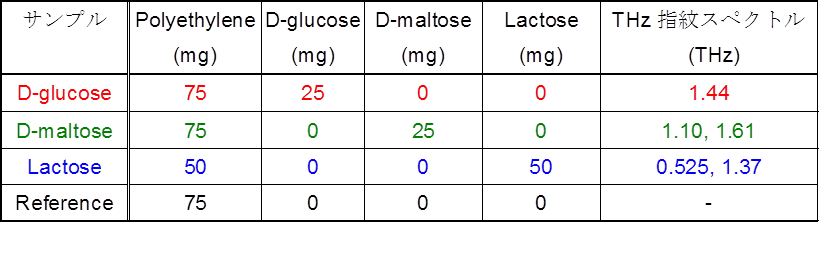 サンプル Polyethylene D-glucose D-maltose Lactose THz 指紋スペクトル
(mg) (mg) (mg) (mg) (THz)
D-glucose 75 25 0 0 1.44
D-maltose 75 0 25 0 1.10, 1.61
Lactose 50 0 0 50 0.525, 1.37
Reference 75 0 0 0 -